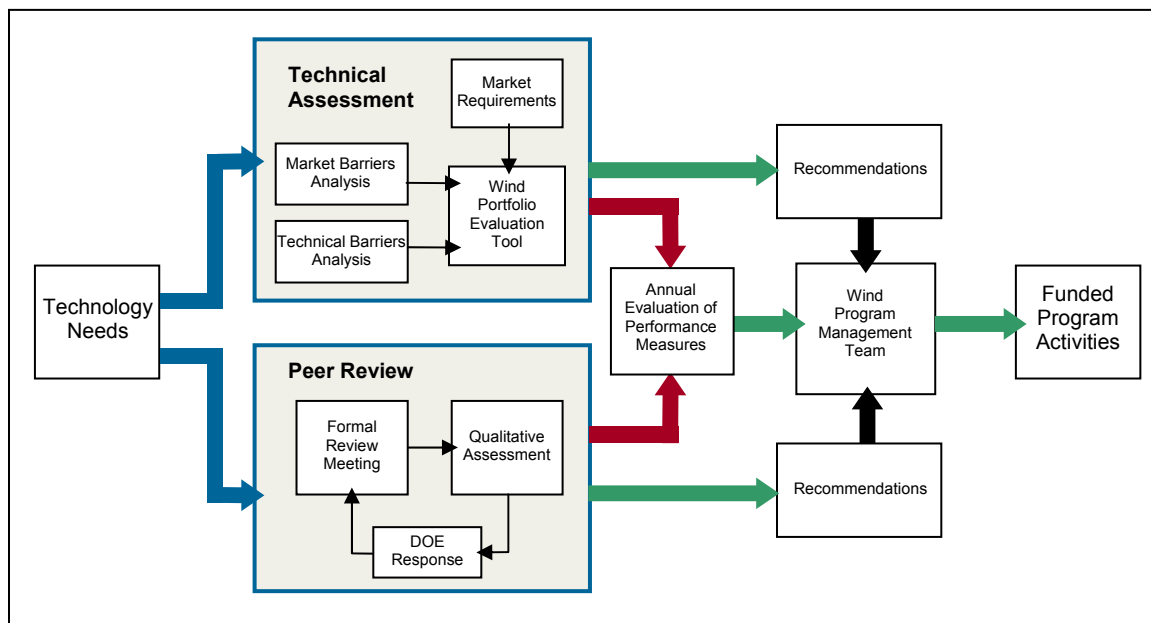 Technology
Needs
Technical
Assessment
Market
Requirements
Market Barriers
Analysis
Technical Barriers
Analysis
Wind
Portfolio
Evaluation
Tool
Peer Review
Formal
Review
Meeting
Qualitative
Assessment
DOE
Response
Annual
Evaluation of
Performance
Measures
Recommendations
Wind
Program
Management
Team
Recommendations
Funded
Program
Activities